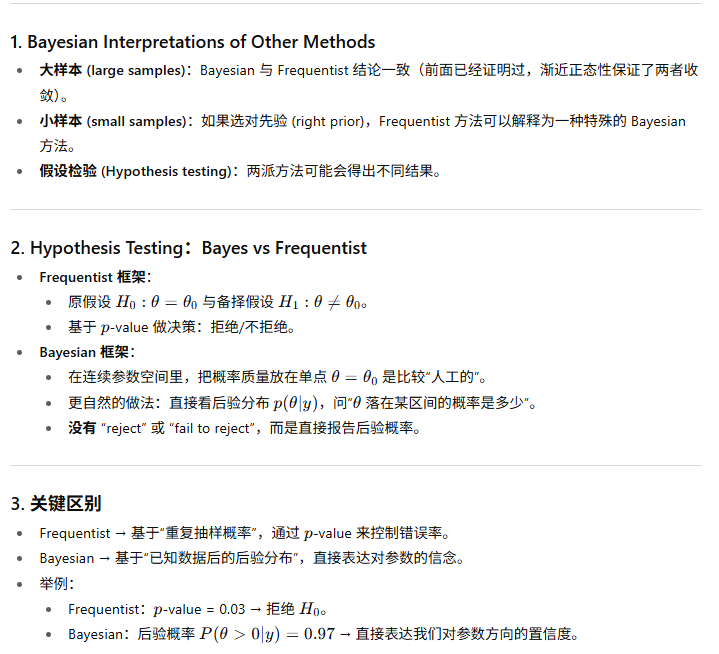 1. Bayesian Interpretations of Other Methods
大样本 (large samples)：Bayesian 与 Frequentist 结论一致（前面已经证明过，渐近正态性保证了两者收
敛）。
小样本 (small samples)：如果选对先验 (right prior)，Frequentist 方法可以解释为一种特殊的 Bayesian
方法。
假设检验 (Hypothesis testing)：两派方法可能会得出不同结果。
2. Hypothesis Testing：Bayes vs Frequentist
Frequentist 框架：
原假设 H₀ : θ = θ₀ 与备择假设 H₁ : θ ≠ θ₀。
基于 p-value 做决策：拒绝/不拒绝。
Bayesian 框架：
在连续参数空间里，把概率质量放在单点 θ = θ₀ 是比较“人工的”。
更自然的做法：直接看后验分布 p(θ|y)，问“θ 落在某区间的概率是多少”。
没有 “reject” 或 “fail to reject”，而是直接报告后验概率。
3. 关键区别
Frequentist → 基于“重复抽样概率”，通过 p-value 来控制错误率。
Bayesian → 基于“已知数据后的后验分布”，直接表达对参数的信念。
举例：
Frequentist：p-value = 0.03 → 拒绝 H₀。
Bayesian：后验概率 P(θ > 0|y) = 0.97 → 直接表达我们对参数方向的置信度。